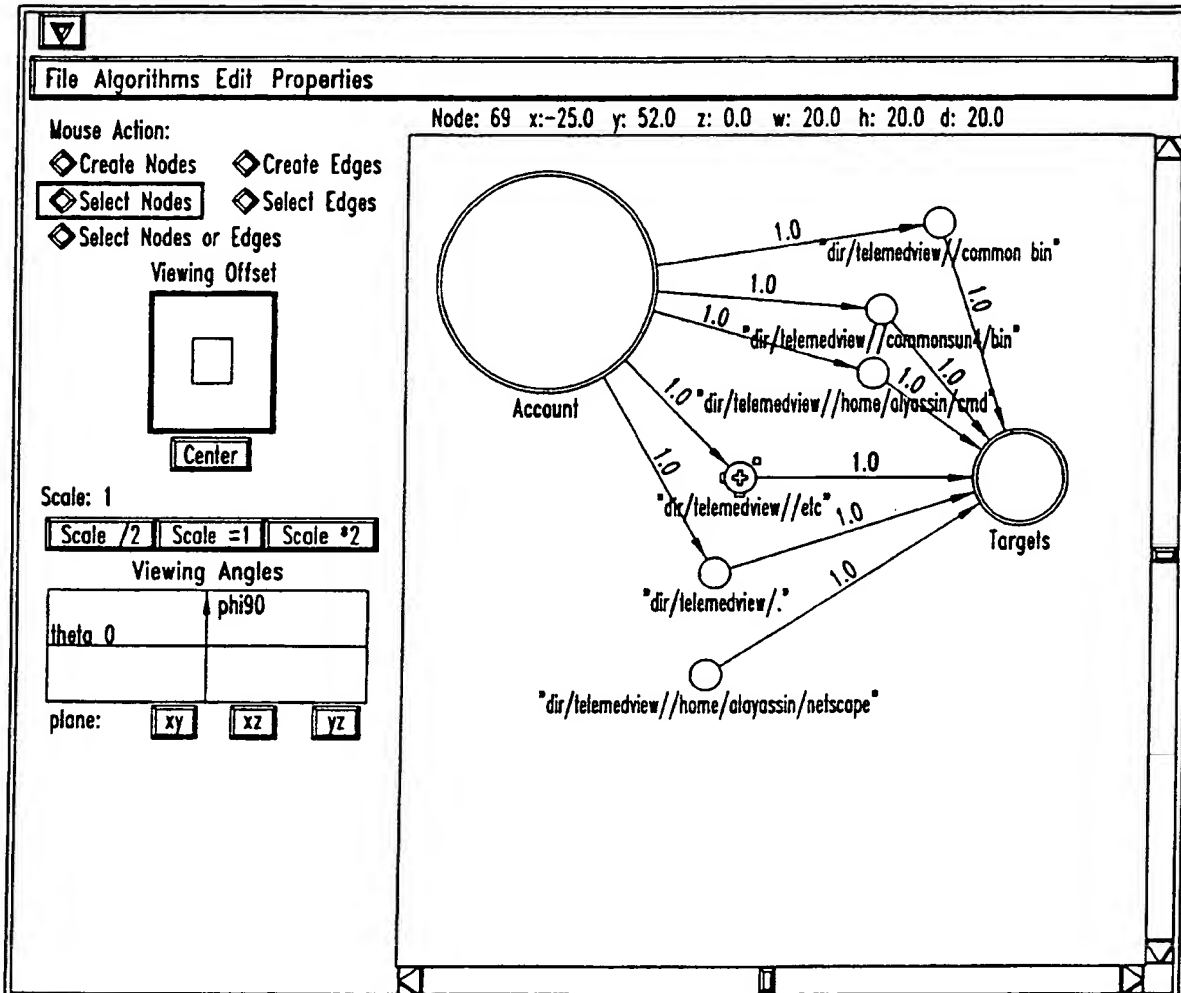 File Algorithms Edit Properties
Node: 69 x:-25.0 y: 52.0 z: 0.0 w: 20.0 h: 20.0 d: 20.0
Mouse Action:
Create Nodes Create Edges
Select Nodes Select Edges
Select Nodes or Edges
Viewing Offset
Center
Scale: 1
Scale /2 Scale =1 Scale *2
Viewing Angles
phi90
theta 0
plane: xy xz yz
Account
1.0
"dir/telemedview//common bin"
1.0
1.0
"dir/telemedview//commonsun4/bin"
1.0
1.0
1.0
"dir/telemedview//home/alyassin/cmd"
1.0
1.0
1.0
"dir/telemedview//etc"
1.0
1.0
Targets
"dir/telemedview/."
1.0
"dir/telemedview//home/alayassin/netscape"